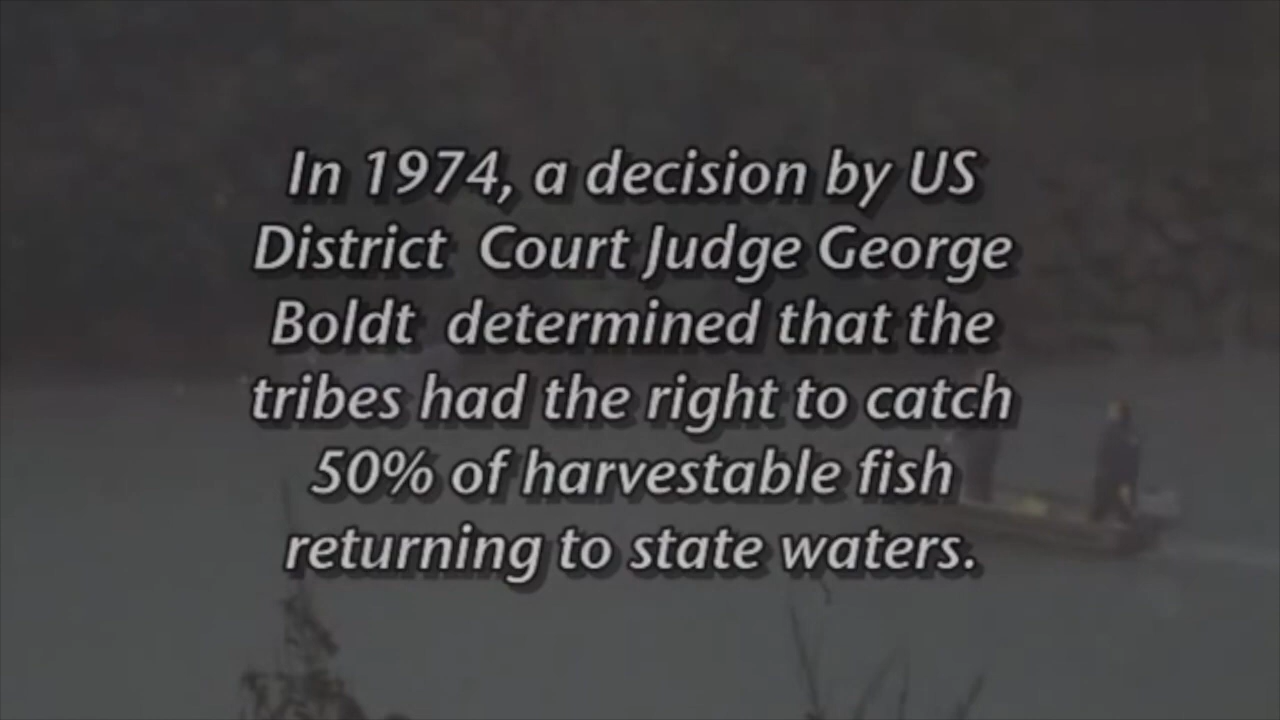 In 1974, a decision by US
District Court Judge George
Boldt determined that the
tribes had the right to catch
50% of harvestable fish
returning to state waters.